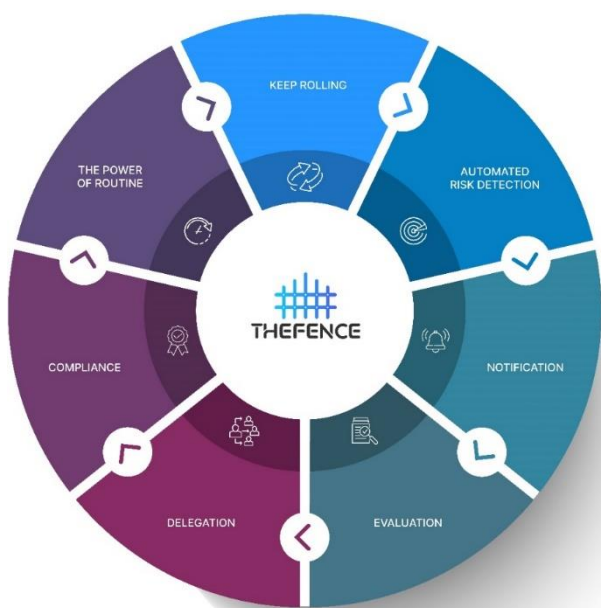 KEEP ROLLING
AUTOMATED
RISK DETECTION
NOTIFICATION
EVALUATION
DELEGATION
COMPLIANCE
THE POWER
OF ROUTINE
THEFENCE